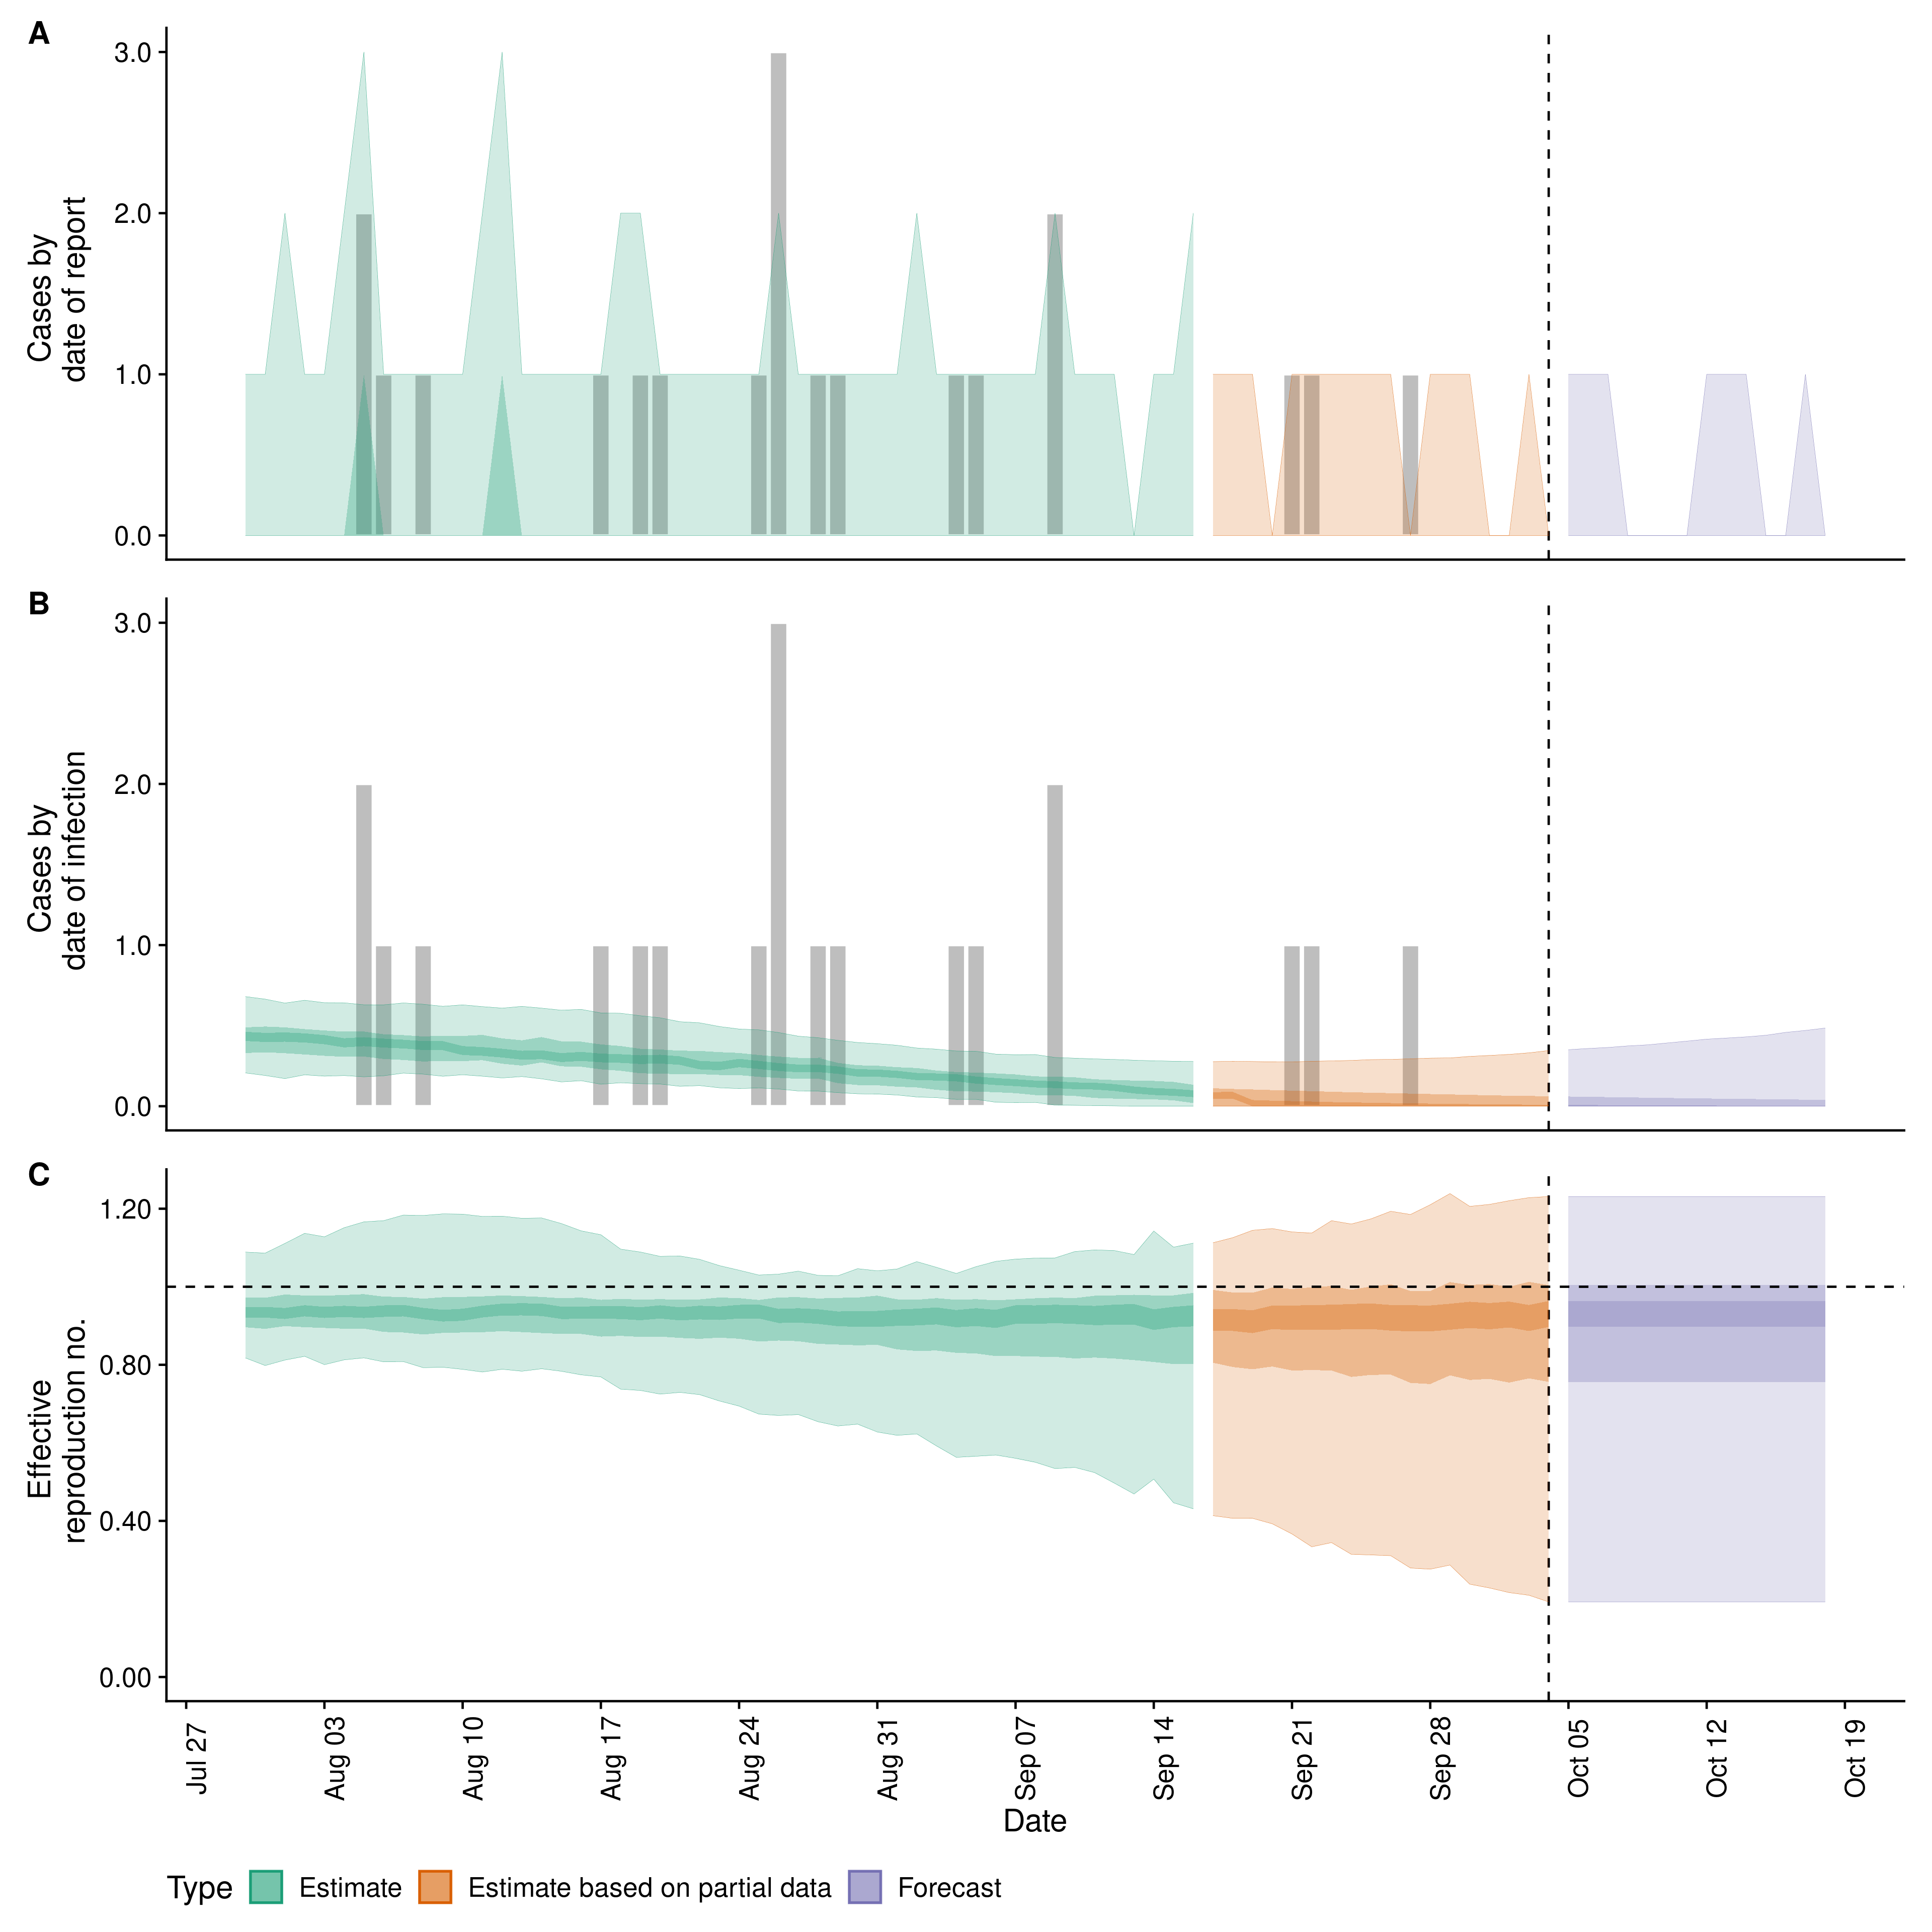 A
3.0
2.0
1.0
0.0
Cases by
date of report
B
3.0
2.0
1.0
0.0
Cases by
date of infection
C
1.20
0.80
0.40
0.00
Effective
reproduction no.
Jul 27
Aug 03
Aug 10
Aug 17
Aug 24
Aug 31
Sep 07
Sep 14
Sep 21
Sep 28
Oct 05
Oct 12
Oct 19
Date
Type Estimate Estimate based on partial data Forecast